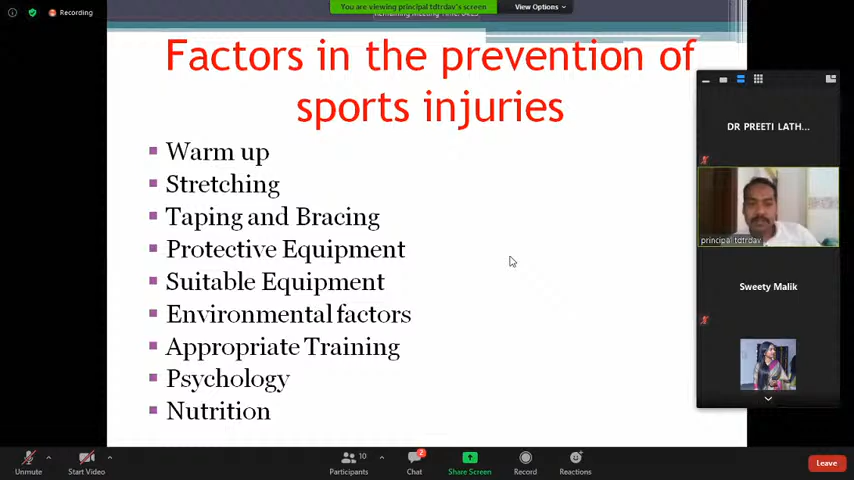 You are viewing principal tdtrdav's screen
View Options
Recording
Factors in the prevention of
sports injuries
Warm up
Stretching
Taping and Bracing
Protective Equipment
Suitable Equipment
Environmental factors
Appropriate Training
Psychology
Nutrition
DR PREETI LATH...
principal tdtrdav
Sweety Malik
Unmute
Start Video
10
Participants
2
Chat
Share Screen
Record
Reactions
Leave